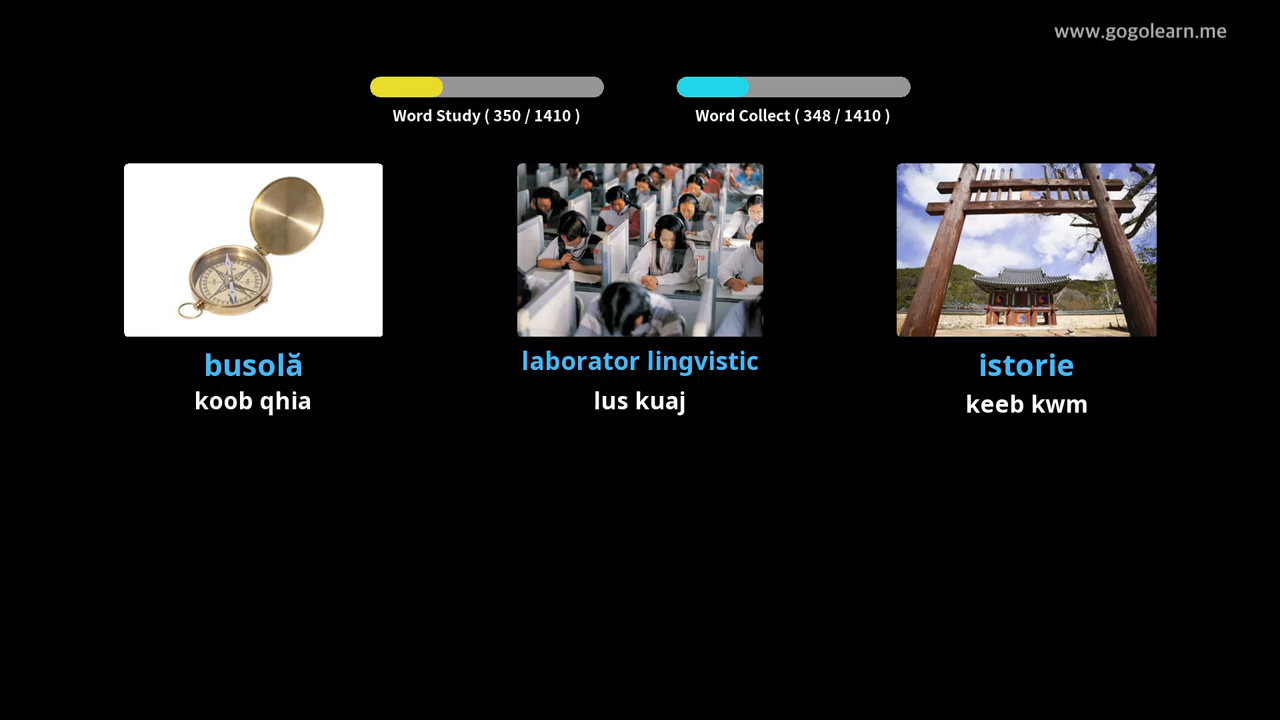 www.gogolearn.me
Word Study ( 350 / 1410 )
Word Collect ( 348 / 1410 )
busolă
koob qhia
laborator lingvistic
lus kuaj
istorie
keeb kwm